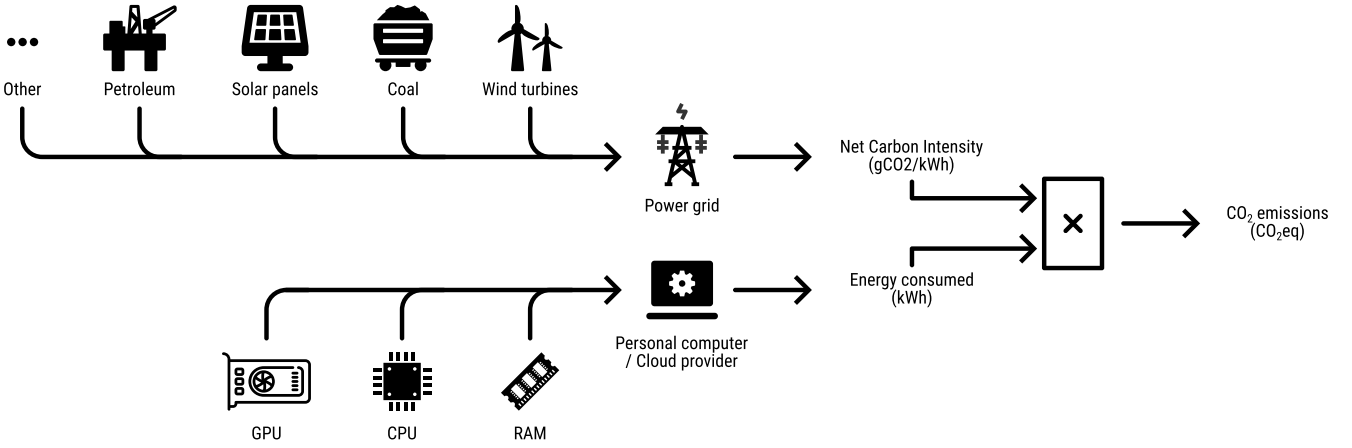 Other
Petroleum
Solar panels
Coal
Wind turbines
Power grid
Net Carbon Intensity
(gCO2/kWh)
CO₂ emissions
(CO₂eq)
Energy consumed
(kWh)
Personal computer
/ Cloud provider
GPU
CPU
RAM